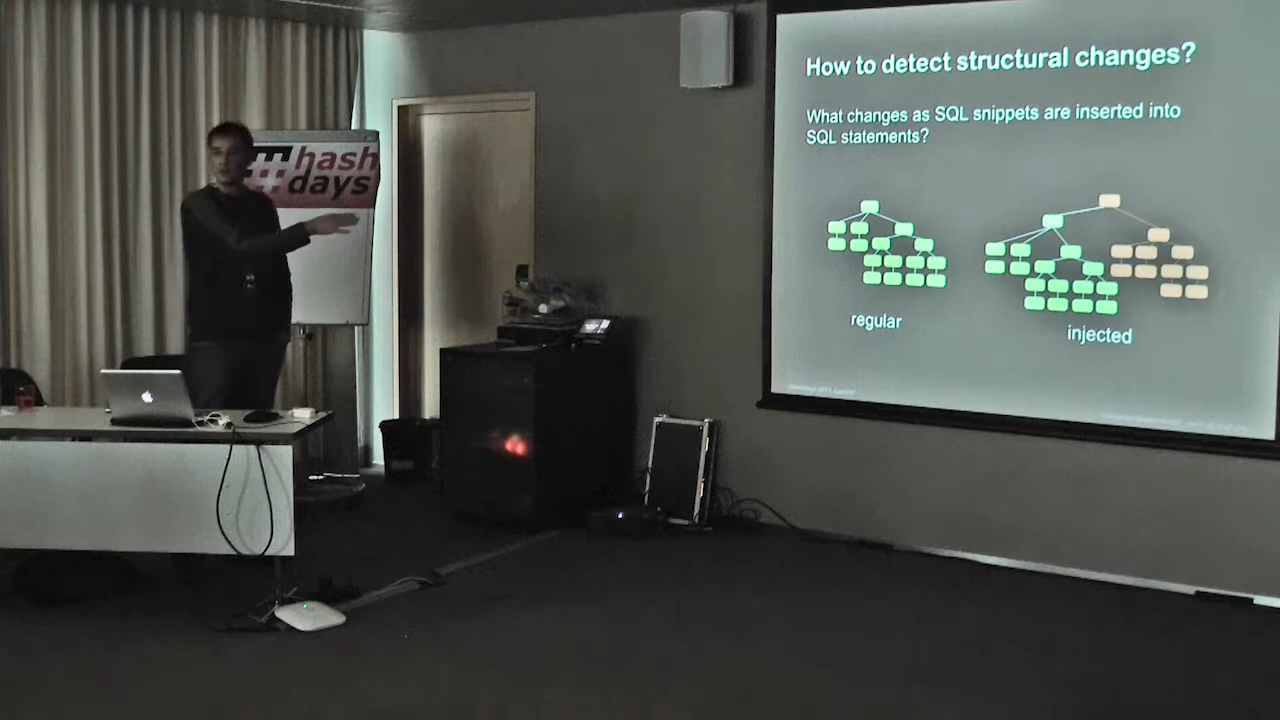 How to detect structural changes?
What changes as SQL snippets are inserted into
SQL statements?
regular
injected
#hash
days